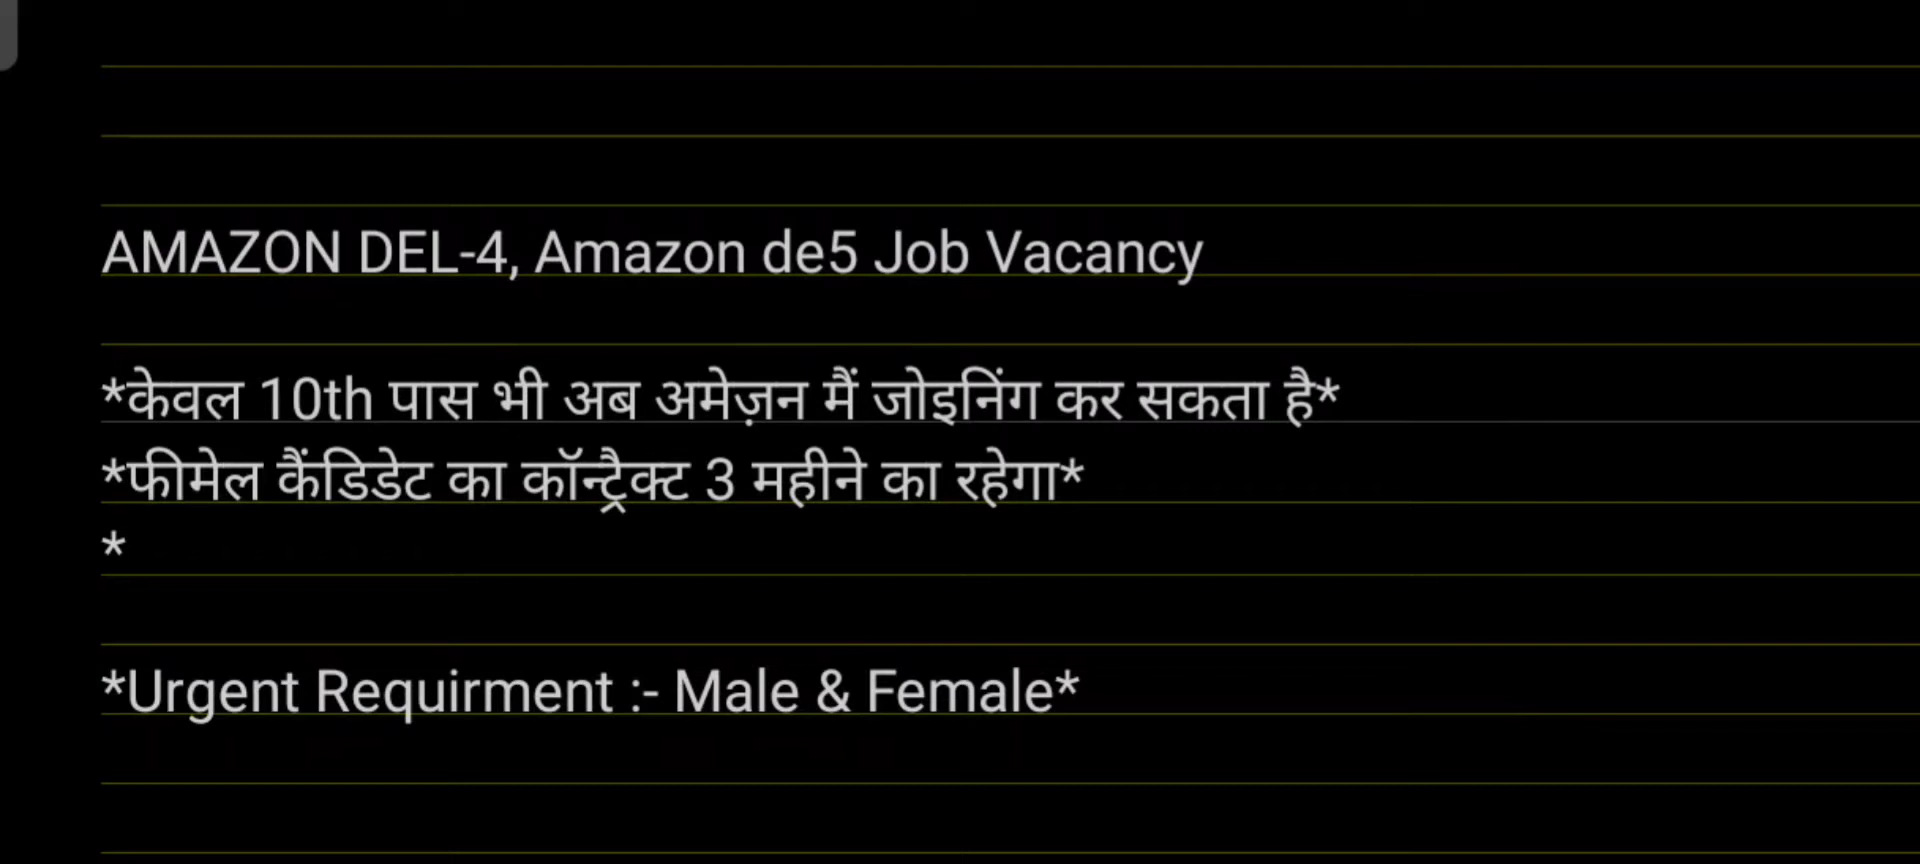 AMAZON DEL-4, Amazon de5 Job Vacancy
*केवल 10th पास भी अब अमेज़न मैं जोइनिंग कर सकता है*
*फीमेल कैंडिडेट का कॉन्ट्रैक्ट 3 महीने का रहेगा*
*
*Urgent Requirment :- Male & Female*